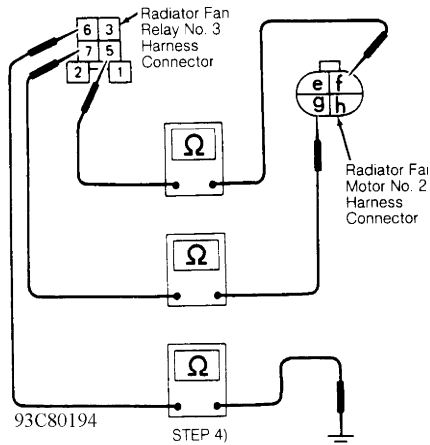 Radiator Fan
Relay No. 3
Harness
Connector
6 3
7 5
2 1
Ω
e f
g h
Radiator Fan
Motor No. 2
Harness
Connector
Ω
Ω
93C80194
STEP 4)